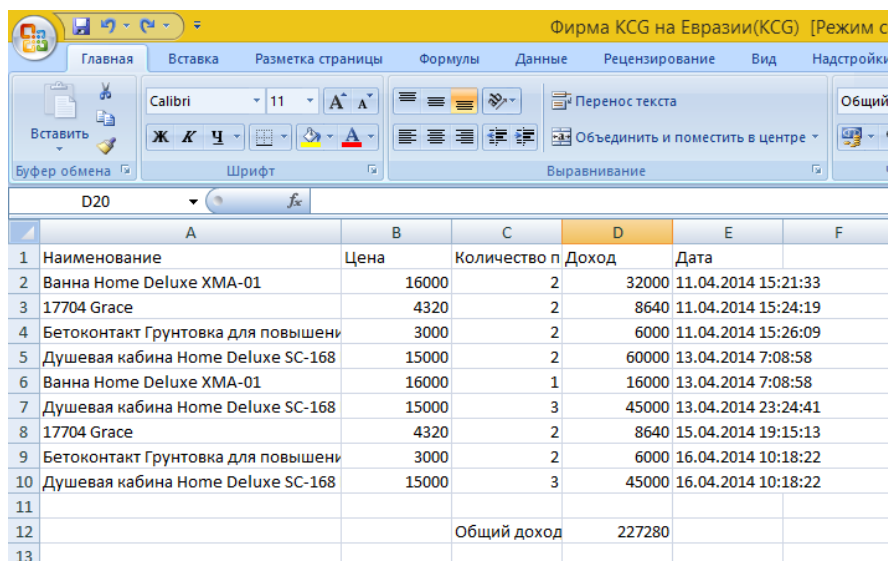 Фирма KCG на Евразии(KCG) [Режим с
Главная Вставка Разметка страницы Формулы Данные Рецензирование Вид Надстройки
Вставить Calibri 11 A A Перенос текста Общий
Ж К Ч A Объединить и поместить в центре
Буфер обмена Шрифт Выравнивание
D20 fx
A B C D E F
1 Наименование Цена Количество п Доход Дата
2 Ванна Home Deluxe XMA-01 16000 2 32000 11.04.2014 15:21:33
3 17704 Grace 4320 2 8640 11.04.2014 15:24:19
4 Бетоконтакт Грунтовка для повышени 3000 2 6000 11.04.2014 15:26:09
5 Душевая кабина Home Deluxe SC-168 15000 2 60000 13.04.2014 7:08:58
6 Ванна Home Deluxe XMA-01 16000 1 16000 13.04.2014 7:08:58
7 Душевая кабина Home Deluxe SC-168 15000 3 45000 13.04.2014 23:24:41
8 17704 Grace 4320 2 8640 15.04.2014 19:15:13
9 Бетоконтакт Грунтовка для повышени 3000 2 6000 16.04.2014 10:18:22
10 Душевая кабина Home Deluxe SC-168 15000 3 45000 16.04.2014 10:18:22
11
12 Общий доход 227280
13